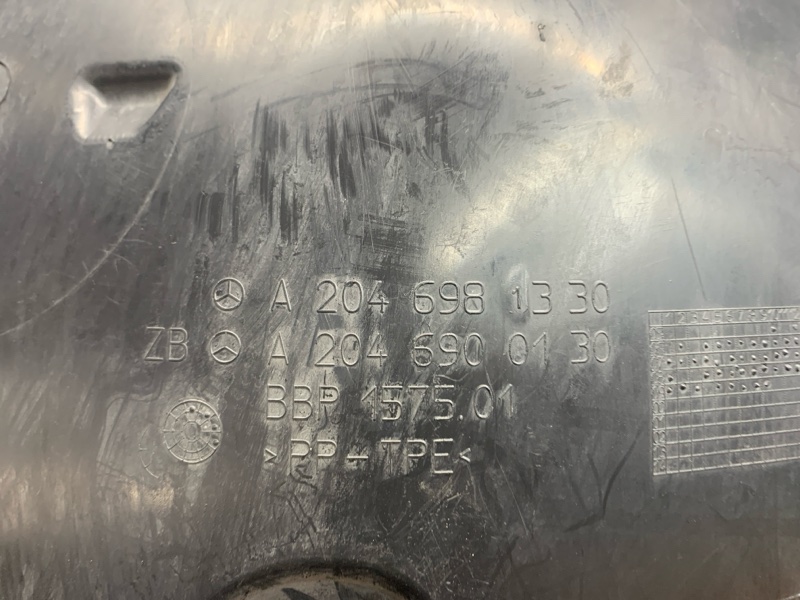 A 204 698 13 30
ZB A 204 690 01 30
BBP 1575.01
>PP-TPE<